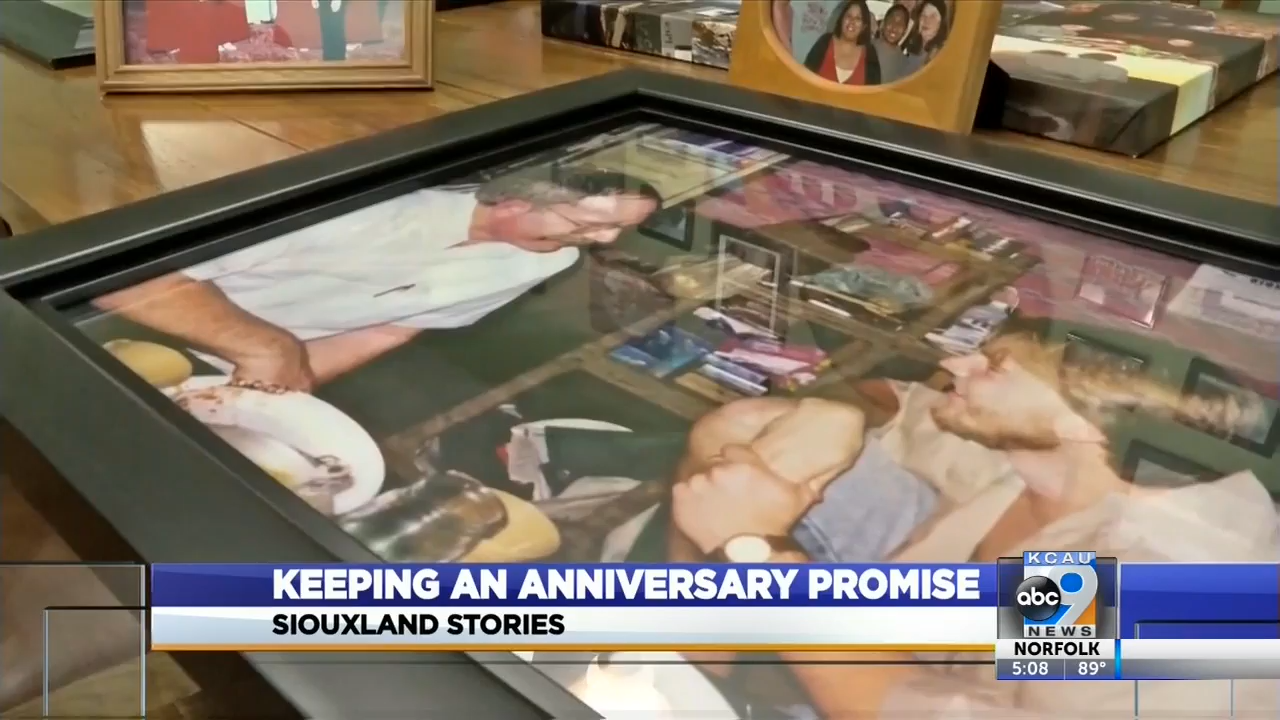 KEEPING AN ANNIVERSARY PROMISE
SIOUXLAND STORIES
KCAU
abc 9
NEWS
NORFOLK
5:08 89°